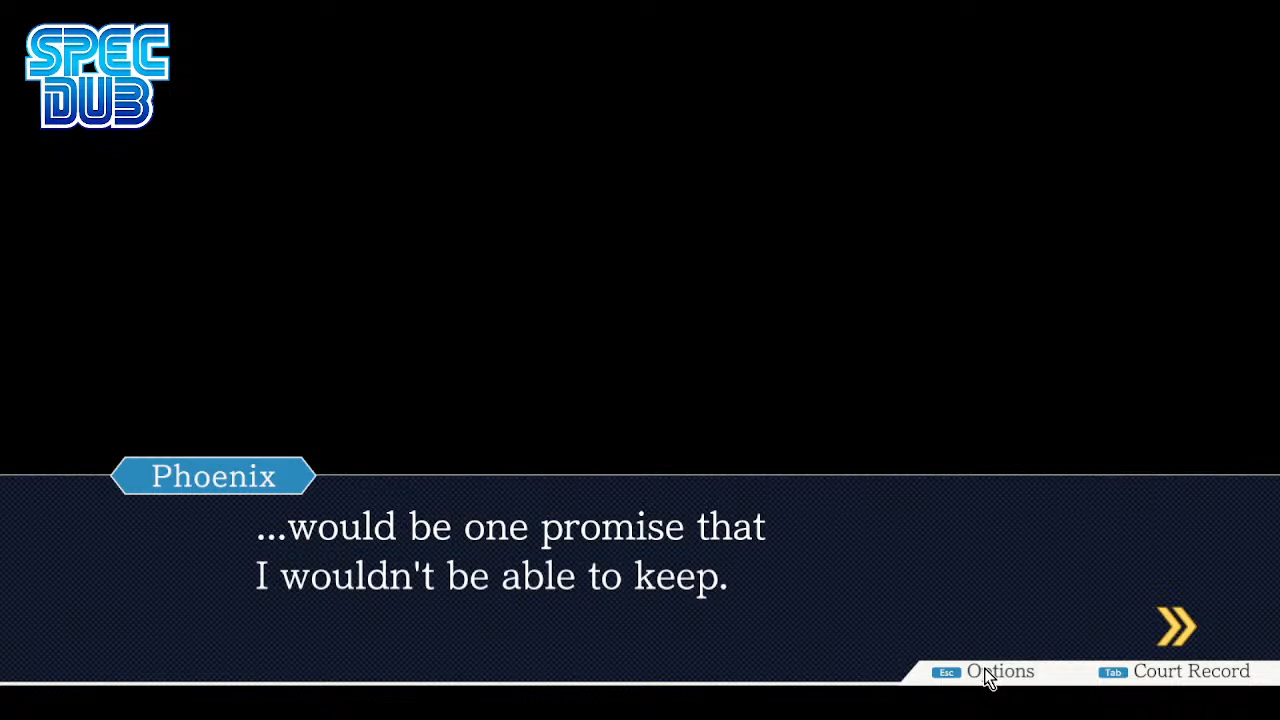 SPEC
DUB
Phoenix
...would be one promise that
I wouldn't be able to keep.
Esc Options Tab Court Record